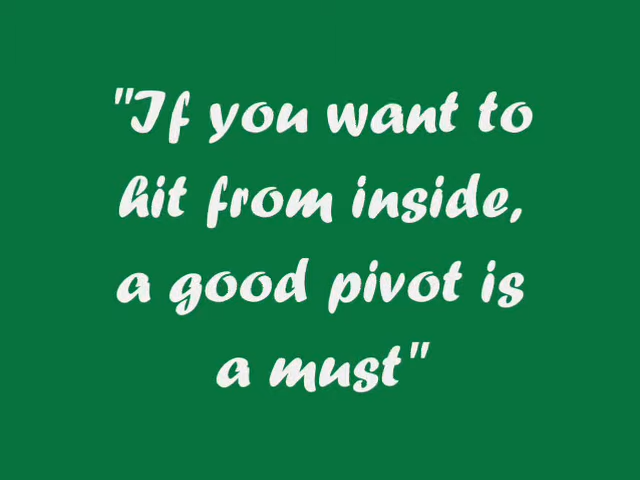 "If you want to
hit from inside,
a good pivot is
a must"